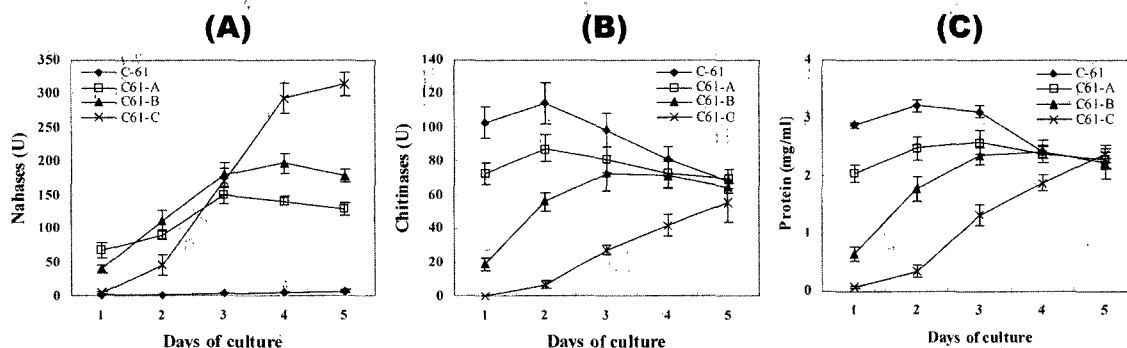 (A)
Nahases (U)
350
300
250
200
150
100
50
0
C-61
C61-A
C61-B
C61-C
1 2 3 4 5
Days of culture
(B)
Chitinases (U)
140
120
100
80
60
40
20
0
C-61
C61-A
C61-B
C61-C
1 2 3 4 5
Days of culture
(C)
Protein (mg/ml)
4
3
2
1
0
C-61
C61-A
C61-B
C61-C
1 2 3 4 5
Days of culture